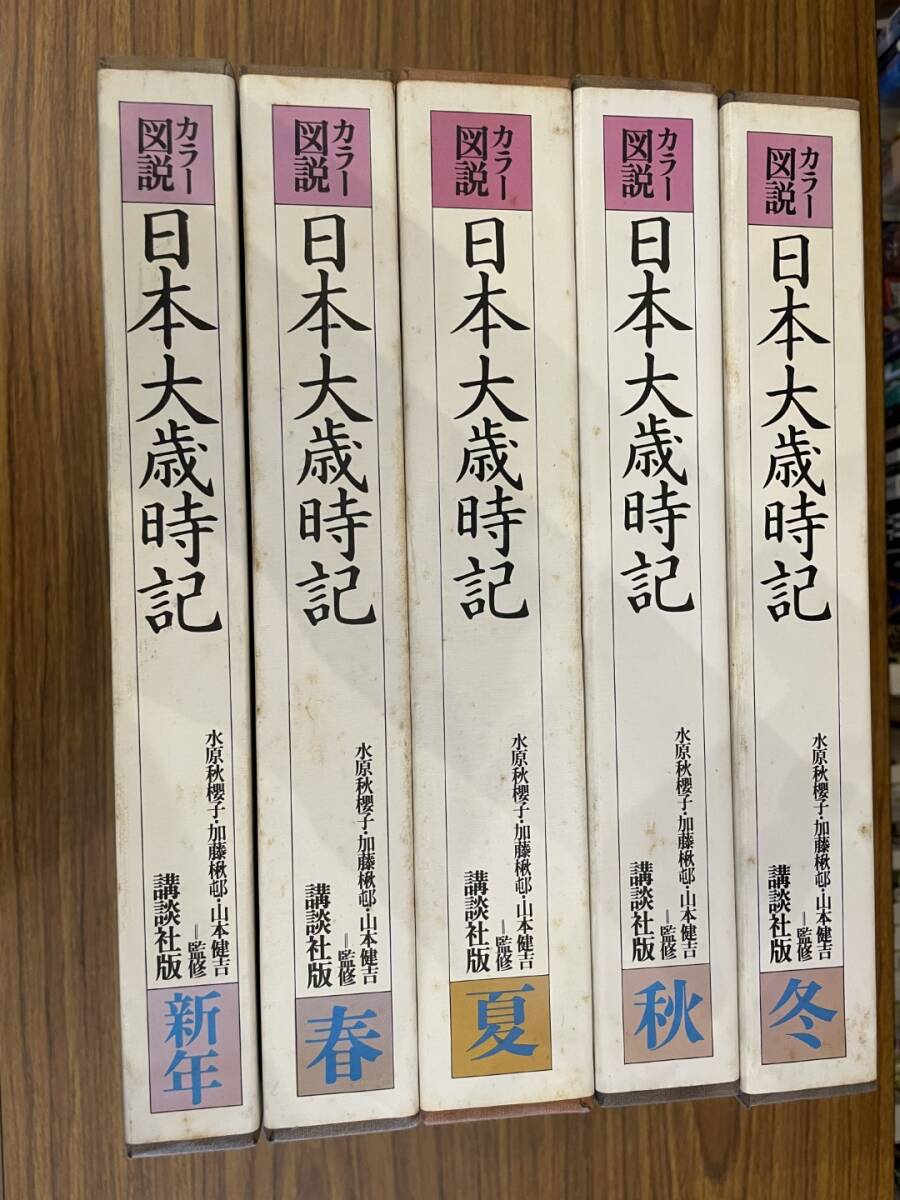 カラー
図説
日本大歳時記
水原秋櫻子・加藤楸邨・山本健吉
＝監修
講談社版
新年
カラー
図説
日本大歳時記
水原秋櫻子・加藤楸邨・山本健吉
＝監修
講談社版
春
カラー
図説
日本大歳時記
水原秋櫻子・加藤楸邨・山本健吉
＝監修
講談社版
夏
カラー
図説
日本大歳時記
水原秋櫻子・加藤楸邨・山本健吉
＝監修
講談社版
秋
カラー
図説
日本大歳時記
水原秋櫻子・加藤楸邨・山本健吉
＝監修
講談社版
冬